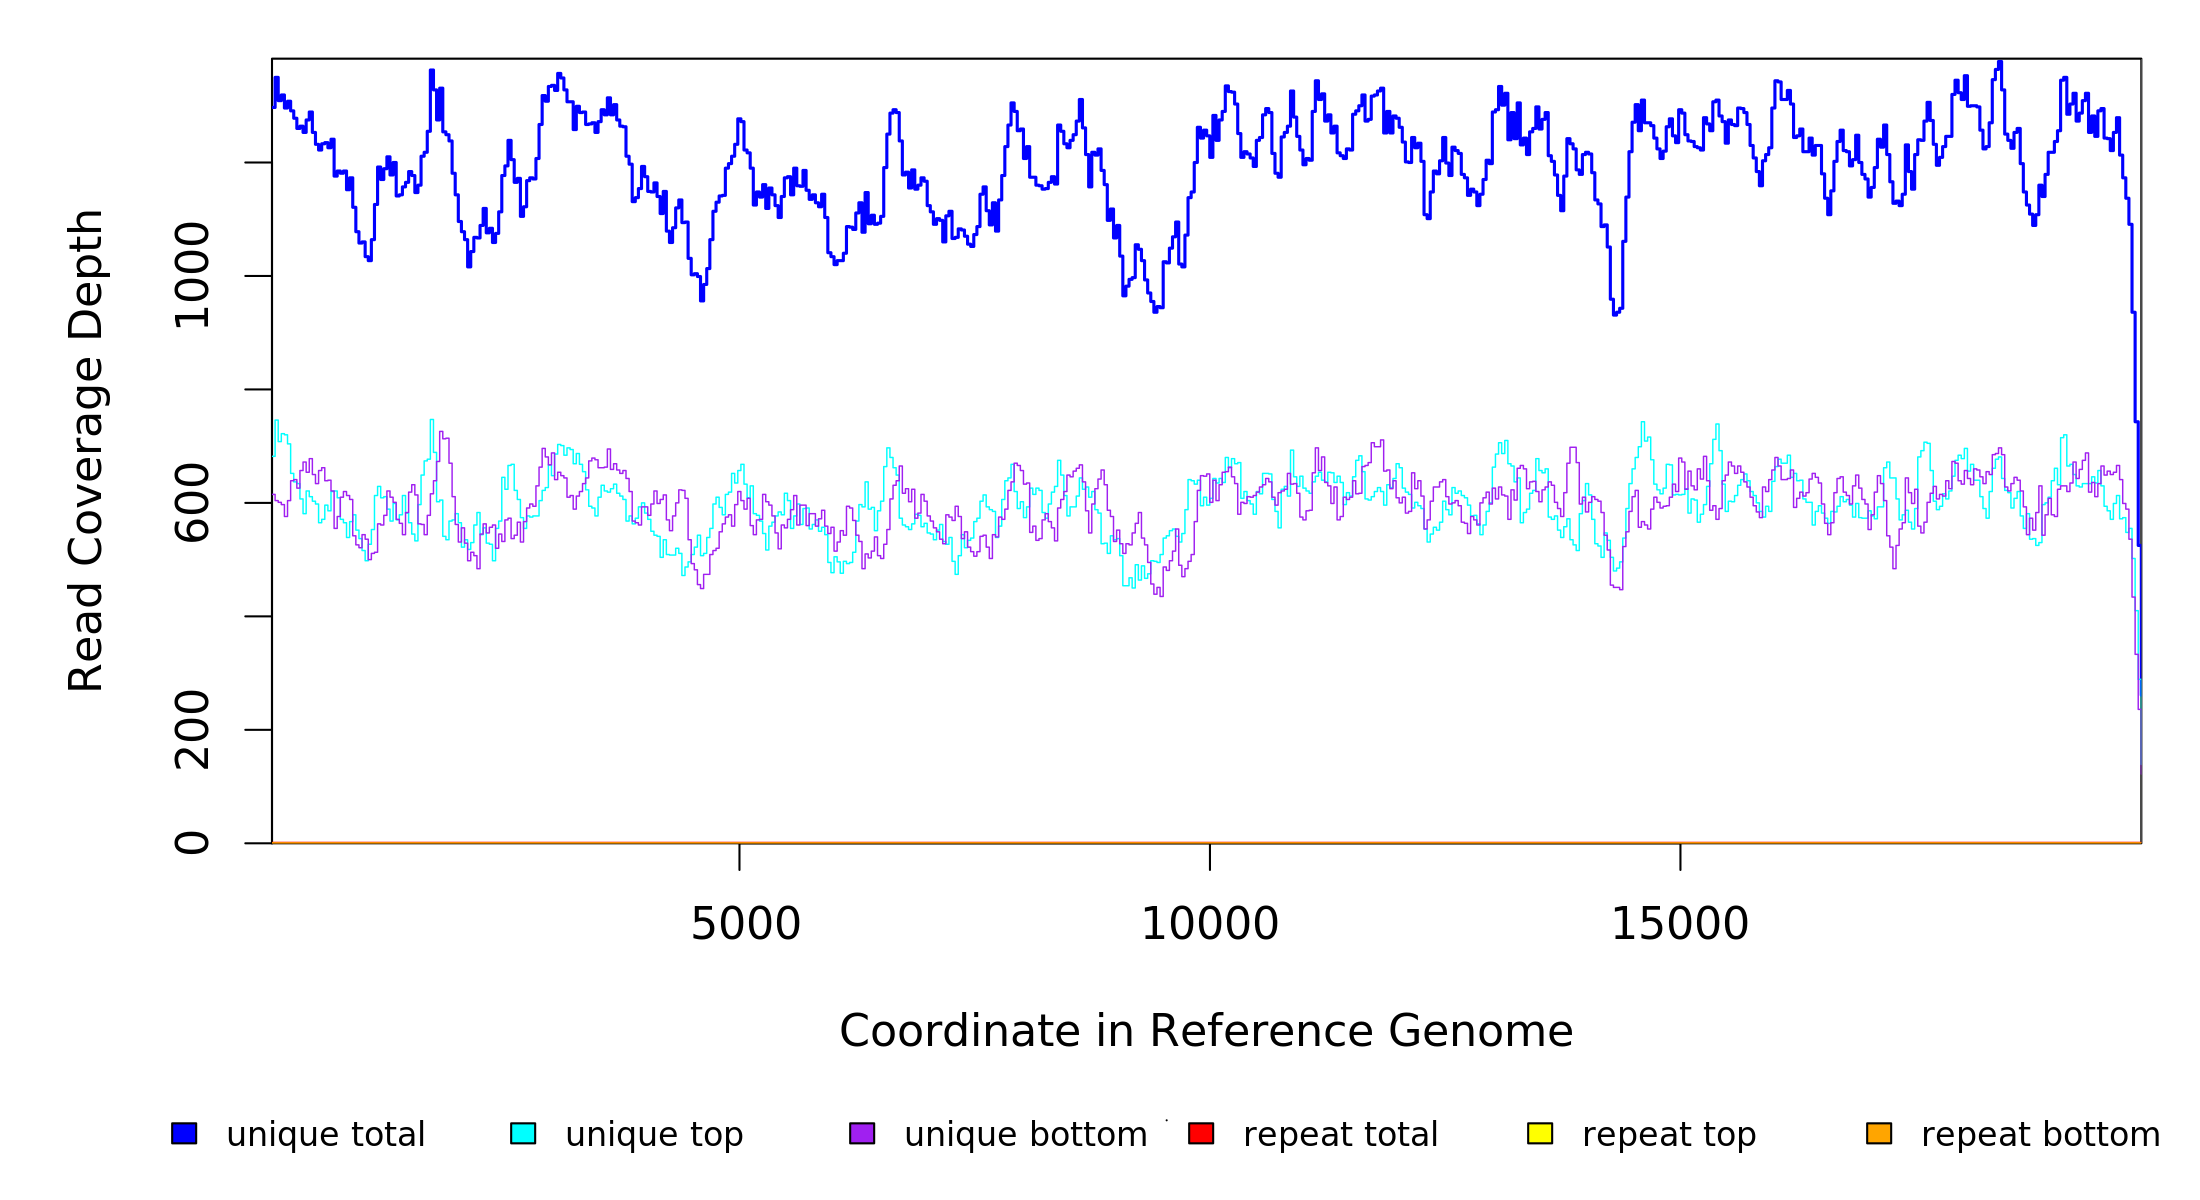 Read Coverage Depth
1000
600
200
0
5000 10000 15000
Coordinate in Reference Genome
unique total unique top unique bottom repeat total repeat top repeat bottom